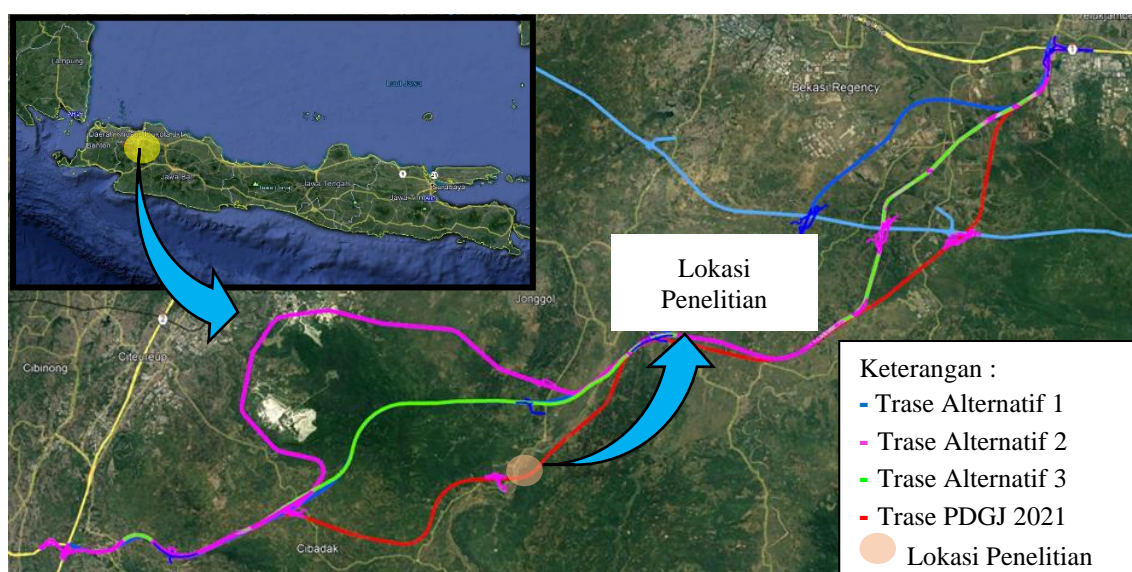 Lampung
Laut Jawa
Banten
Jawa Barat
Jawa Tengah
Surabaya
Jawa Timur
Bekasi Regency
Lokasi
Penelitian
Jonggol
Cibinong
Citeureup
Cibadak
Keterangan :
Trase Alternatif 1
Trase Alternatif 2
Trase Alternatif 3
Trase PDGJ 2021
Lokasi Penelitian